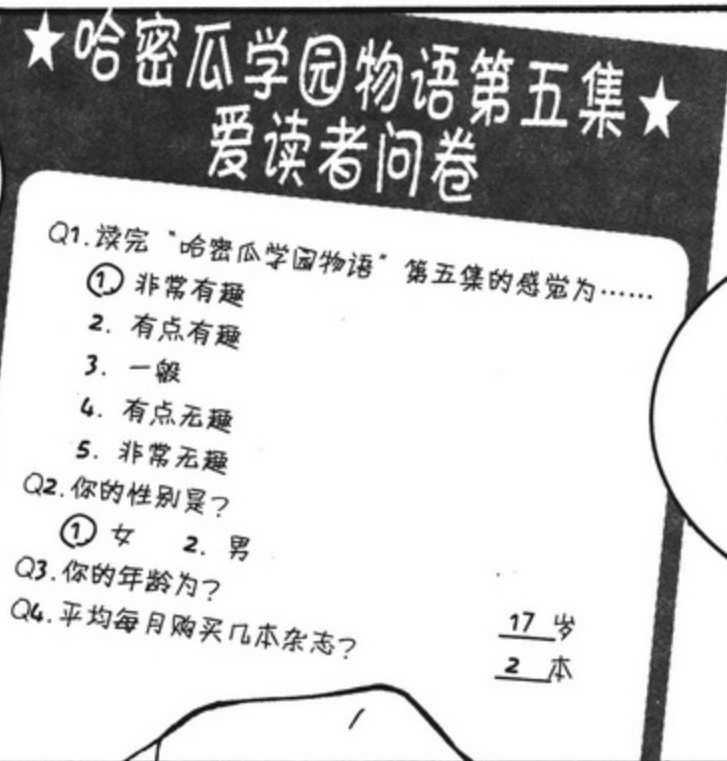 ★哈密瓜学园物语第五集★
爱读者问卷
Q1.读完“哈密瓜学园物语”第五集的感觉为……
① 非常有趣
2. 有点有趣
3. 一般
4. 有点无趣
5. 非常无趣
Q2.你的性别是?
① 女 2. 男
Q3.你的年龄为?
17 岁
Q4.平均每月购买几本杂志?
2 本